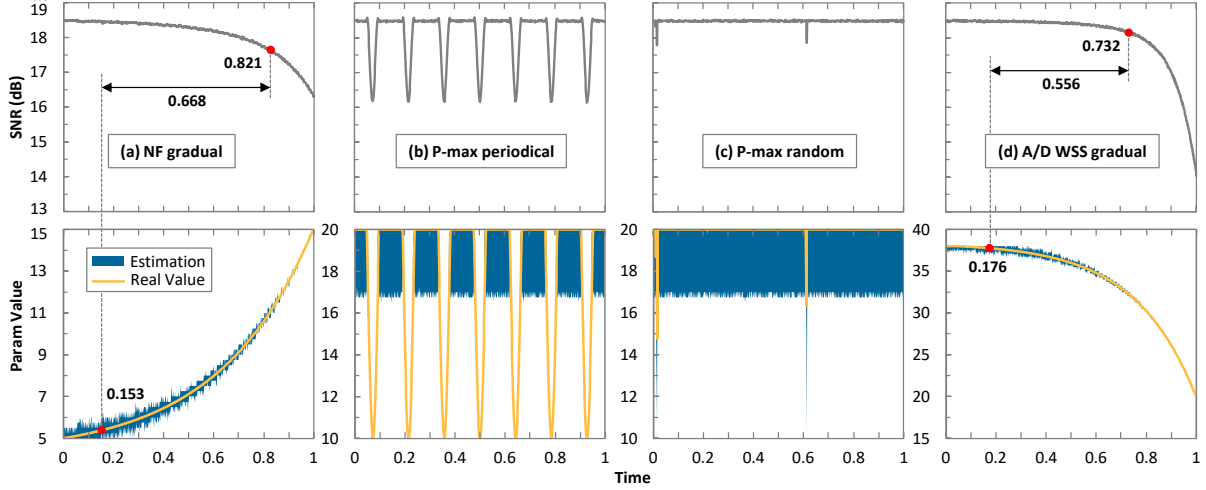 19
18
17
16
15
14
13
SNR (dB)
0.821
0.668
(a) NF gradual
(b) P-max periodical
(c) P-max random
0.732
0.556
(d) A/D WSS gradual
15
13
11
9
7
5
Param Value
Estimation
Real Value
0.153
0 0.2 0.4 0.6 0.8 1
20
18
16
14
12
10
0 0.2 0.4 0.6 0.8 1
20
18
16
14
12
10
0 0.2 0.4 0.6 0.8 1
40
35
30
25
20
15
0.176
0 0.2 0.4 0.6 0.8 1
Time